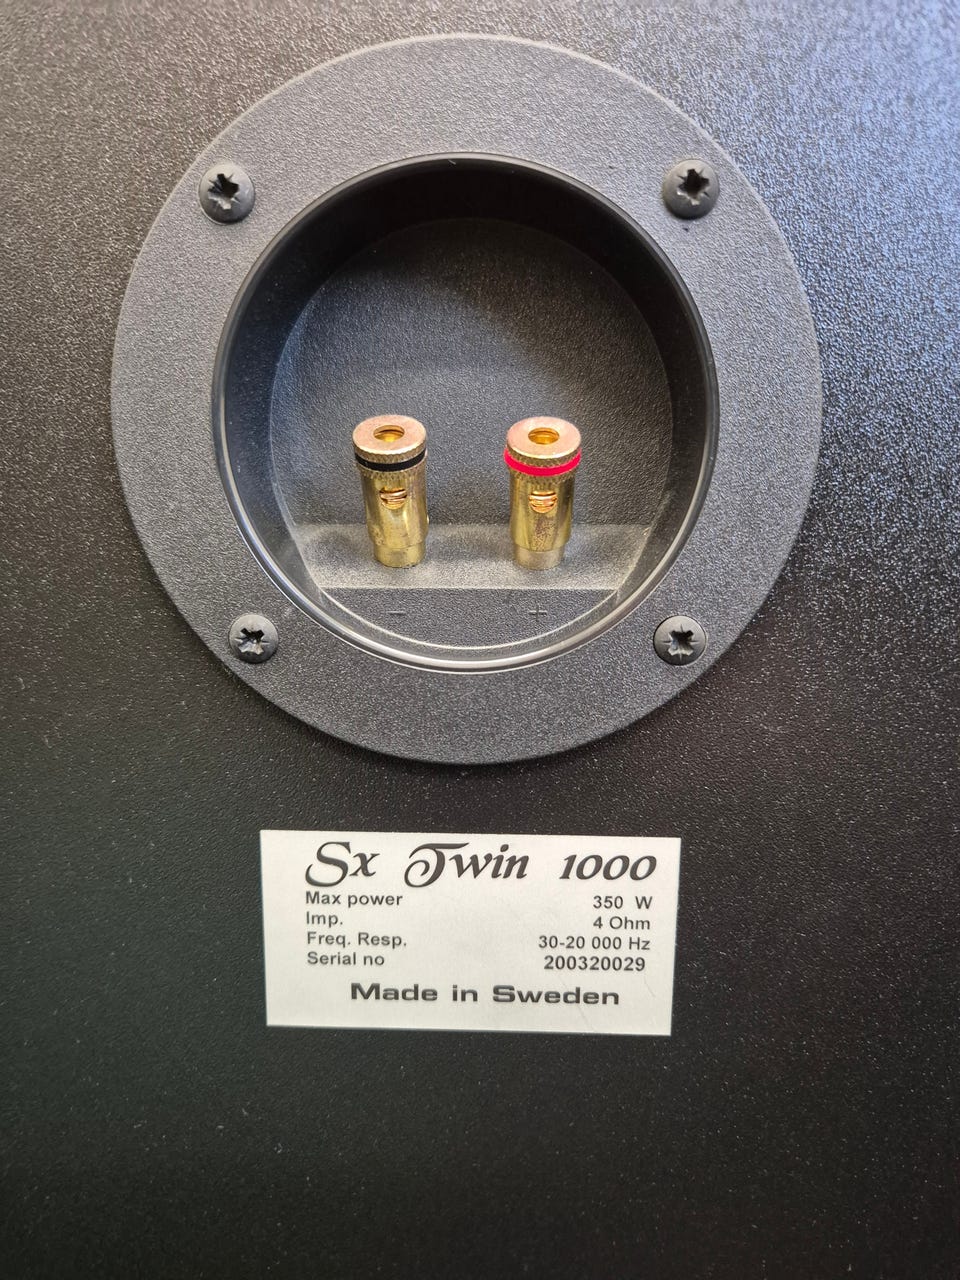 - +
Sx Twin 1000
Max power 350 W
Imp. 4 Ohm
Freq. Resp. 30-20 000 Hz
Serial no 200320029
Made in Sweden